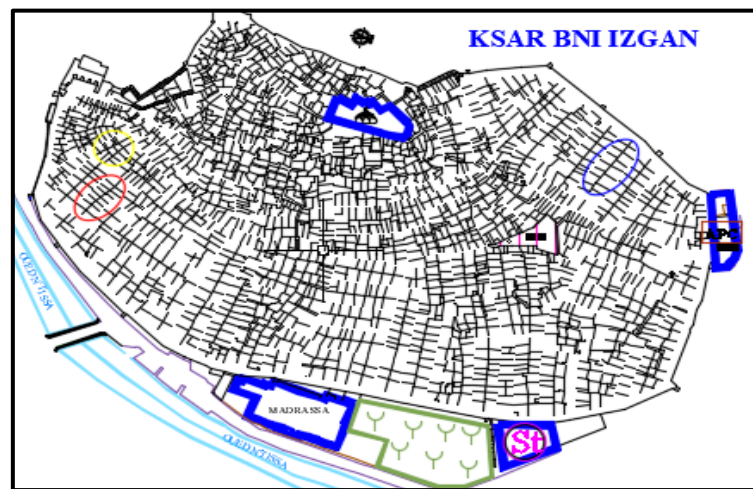 KSAR BNI IZGAN
APC
OUED N'TISSA
MADRASSA
St
OUED N'TISSA